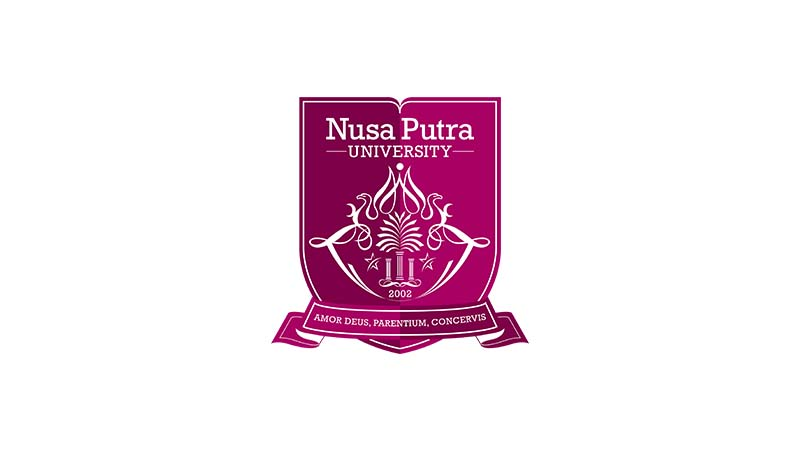 Nusa Putra
UNIVERSITY
2002
AMOR DEUS, PARENTIUM, CONCERVIS